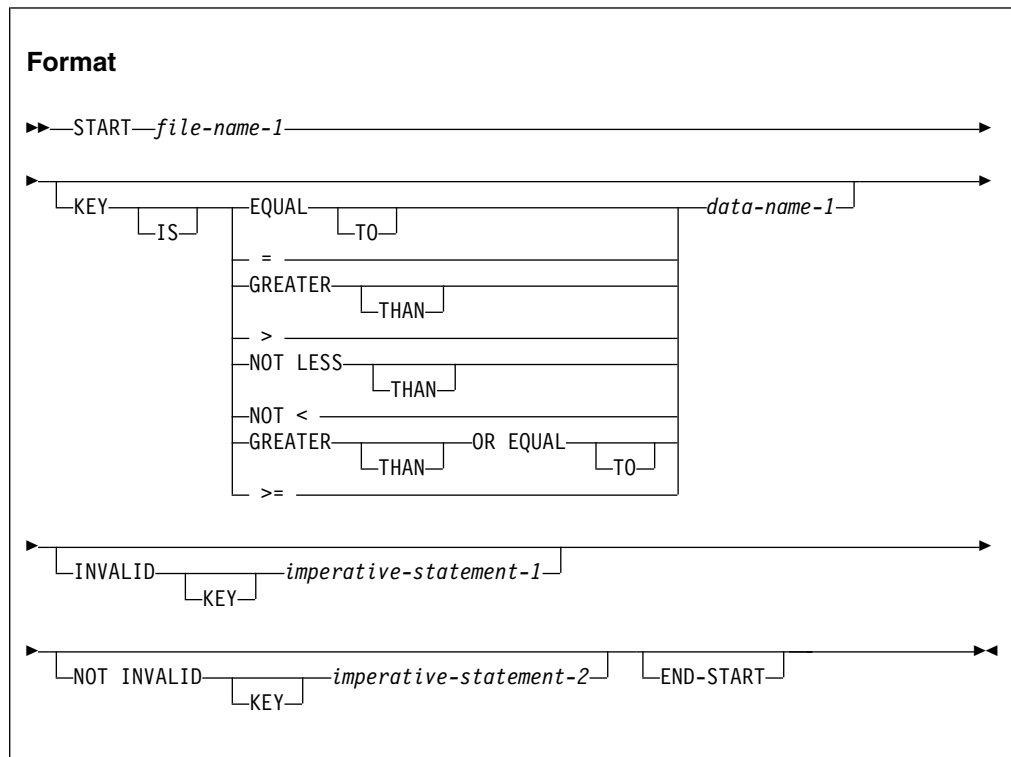 Format
START file-name-1
KEY IS EQUAL TO data-name-1
=
GREATER THAN
>
NOT LESS THAN
NOT <
GREATER THAN OR EQUAL TO
>=
INVALID KEY imperative-statement-1
NOT INVALID KEY imperative-statement-2 END-START